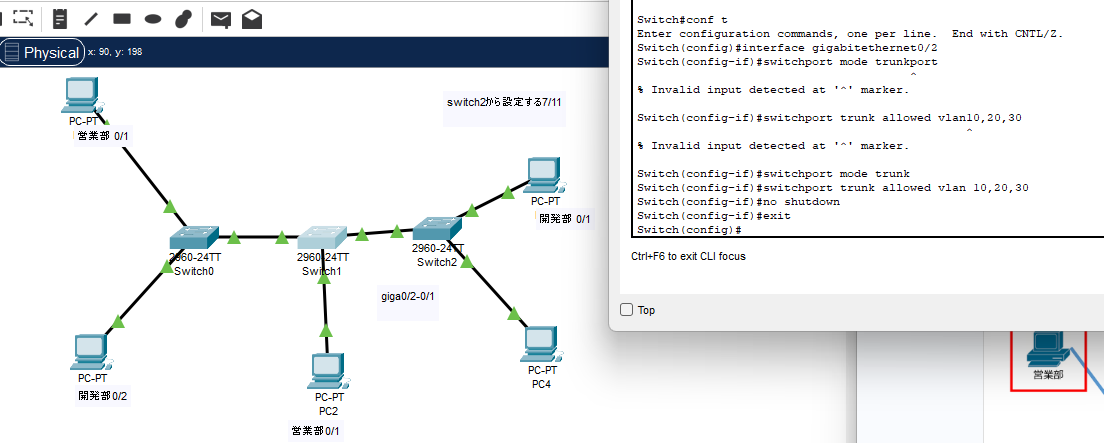 Physical x: 90, y: 198
switch2から設定する7/11
PC-PT
営業部 0/1
PC-PT
開発部 0/1
2960-24TT
Switch0
2960-24TT
Switch1
2960-24TT
Switch2
giga0/2-0/1
PC-PT
開発部0/2
PC-PT
PC2
営業部0/1
PC-PT
PC4
Switch#conf t
Enter configuration commands, one per line.  End with CNTL/Z.
Switch(config)#interface gigabitethernet0/2
Switch(config-if)#switchport mode trunkport
^
% Invalid input detected at '^' marker.
Switch(config-if)#switchport trunk allowed vlan10,20,30
^
% Invalid input detected at '^' marker.
Switch(config-if)#switchport mode trunk
Switch(config-if)#switchport trunk allowed vlan 10,20,30
Switch(config-if)#no shutdown
Switch(config-if)#exit
Switch(config)#
Ctrl+F6 to exit CLI focus
Top
営業部